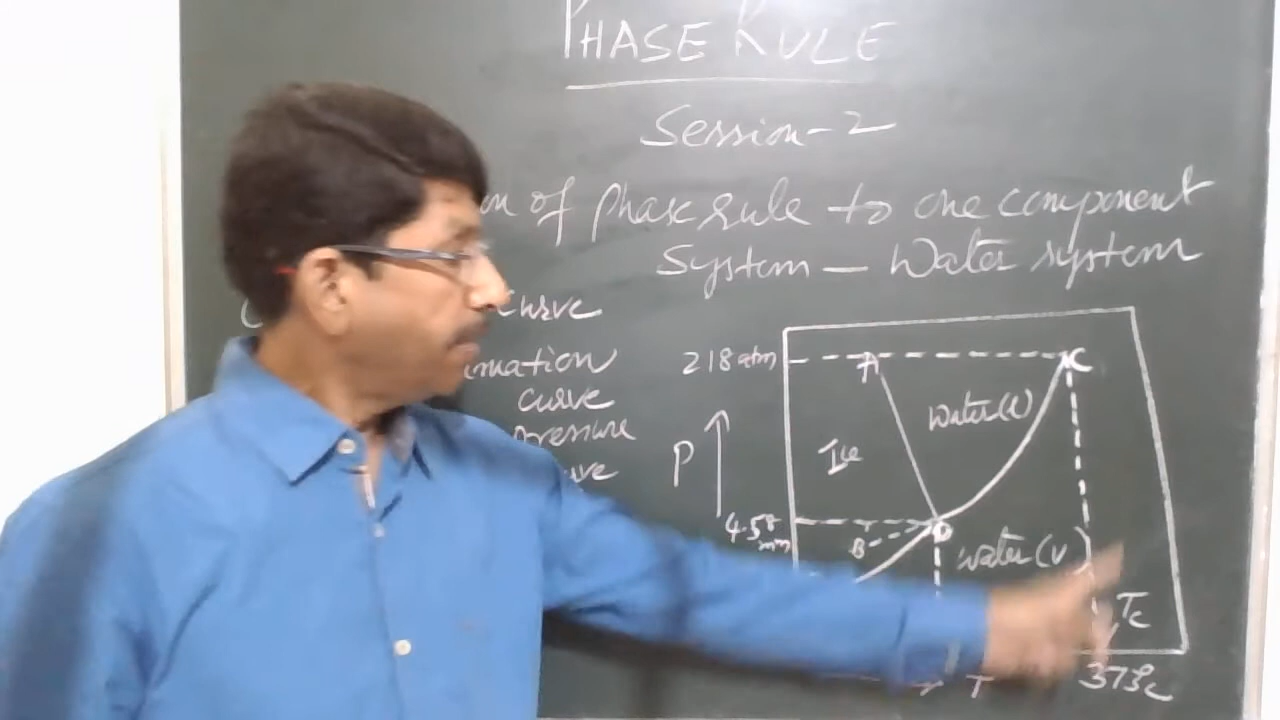 PHASE RULE
Session-2
of Phase rule to one component
System - Water system
curve
curve
pressure
218 atm
A
C
Water(l)
Ice
P
4.58
mm
O
B
water (v)
Tc
T
373°C